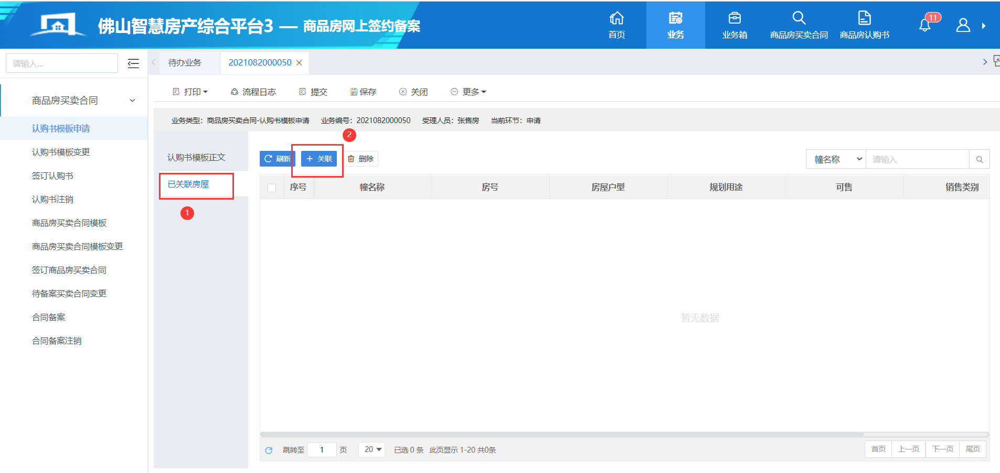 佛山智慧房产综合平台3 — 商品房网上签约备案
首页
业务
业务箱
商品房买卖合同
商品房认购书
11
请输入...
待办业务
2021082000050
打印
流程日志
提交
保存
关闭
更多
商品房买卖合同
认购书模板申请
认购书模板变更
签订认购书
认购书注销
商品房买卖合同模板
商品房买卖合同模板变更
签订商品房买卖合同
待备案买卖合同变更
合同备案
合同备案注销
业务类型：商品房买卖合同-认购书模板申请 业务编号：2021082000050 受理人员：张售房 当前环节：申请
认购书模板正文
已关联房屋
1
2
刷新
关联
删除
幢名称
请输入
序号 幢名称 房号 房屋户型 规划用途 可售 销售类别
暂无数据
跳转至 1 页 20 已选 0 条 此页显示 1-20 共0条
首页 上一页 下一页 尾页